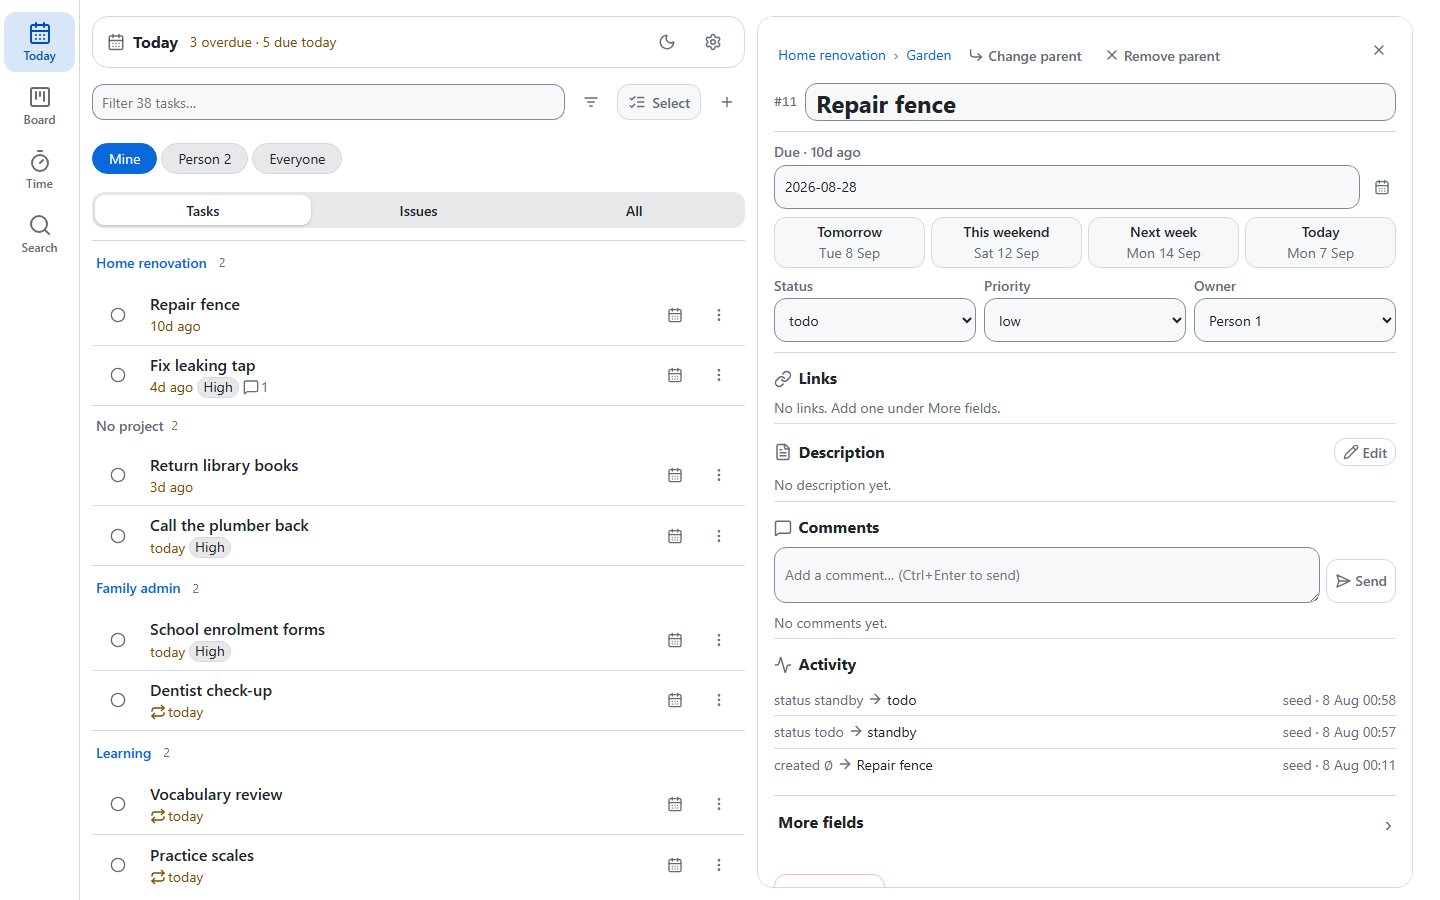 Today
Board
Time
Search
Today 3 overdue · 5 due today
Filter 38 tasks...
Select
Mine
Person 2
Everyone
Tasks
Issues
All
Home renovation 2
Repair fence
10d ago
Fix leaking tap
4d ago High 1
No project 2
Return library books
3d ago
Call the plumber back
today High
Family admin 2
School enrolment forms
today High
Dentist check-up
today
Learning 2
Vocabulary review
today
Practice scales
today
Home renovation › Garden
Change parent
Remove parent
#11 Repair fence
Due · 10d ago
2026-08-28
Tomorrow
Tue 8 Sep
This weekend
Sat 12 Sep
Next week
Mon 14 Sep
Today
Mon 7 Sep
Status
todo
Priority
low
Owner
Person 1
Links
No links. Add one under More fields.
Description
Edit
No description yet.
Comments
Add a comment... (Ctrl+Enter to send)
Send
No comments yet.
Activity
status standby → todo seed · 8 Aug 00:58
status todo → standby seed · 8 Aug 00:57
created ∅ → Repair fence seed · 8 Aug 00:11
More fields